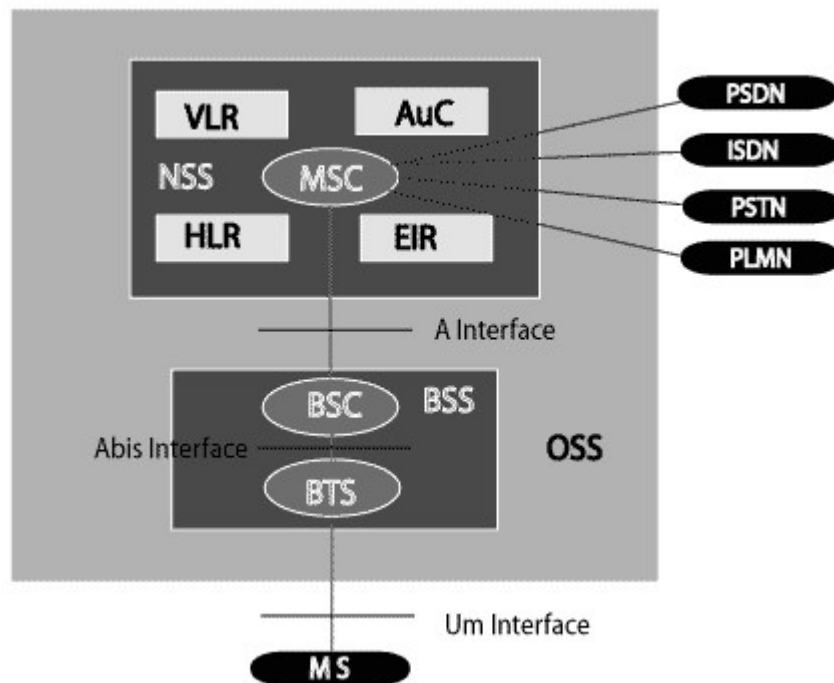 VLR
AuC
PSDN
ISDN
NSS
MSC
PSTN
HLR
EIR
PLMN
A Interface
BSC
BSS
Abis Interface
OSS
BTS
Um Interface
MS